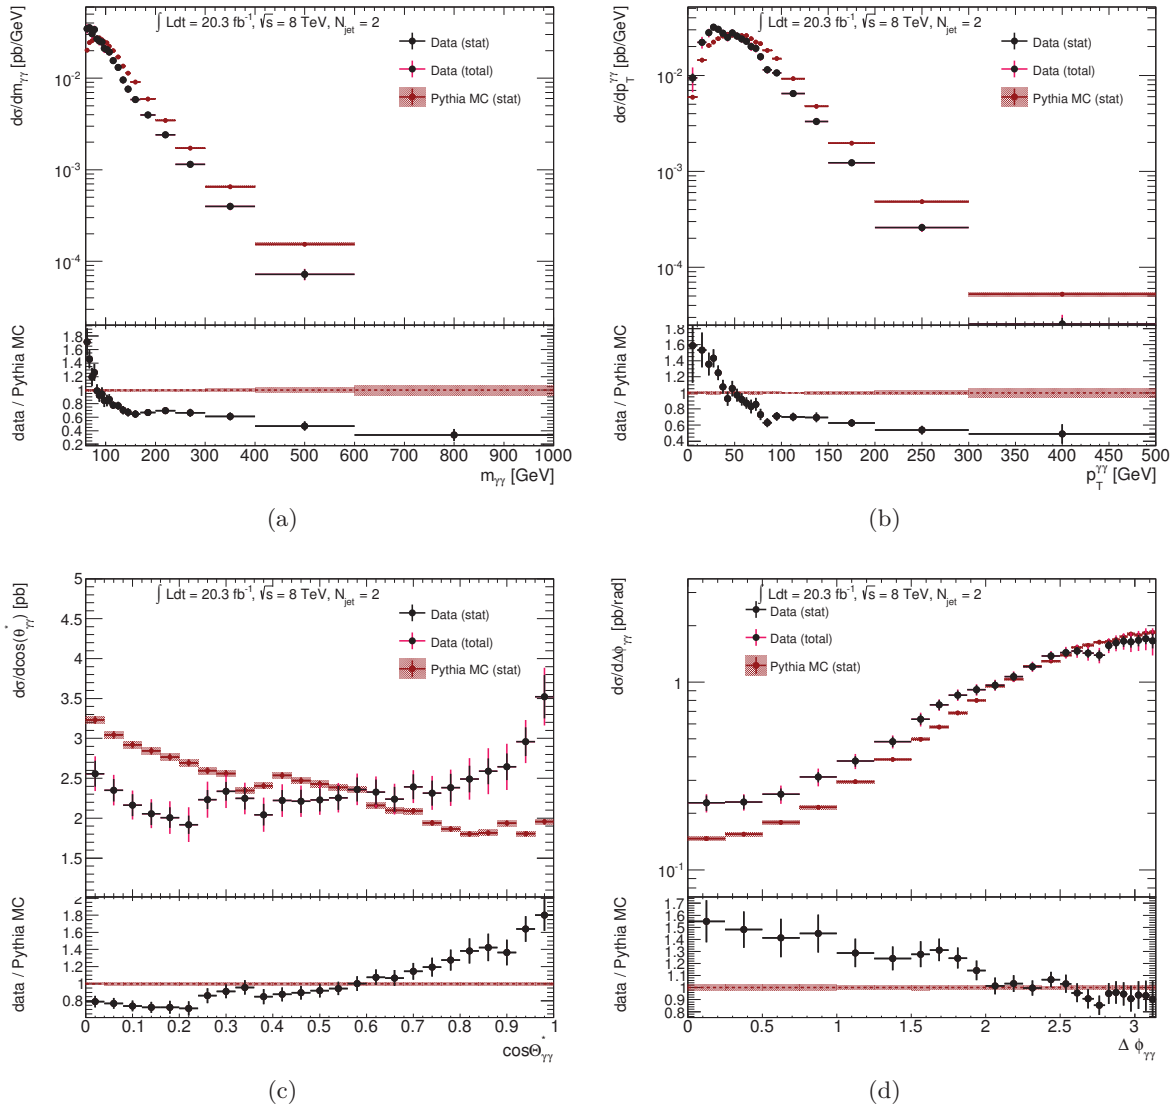 ∫ Ldt = 20.3 fb⁻¹, √s = 8 TeV, N_jet = 2
dσ/dm_γγ [pb/GeV]
Data (stat)
Data (total)
Pythia MC (stat)
10⁻²
10⁻³
10⁻⁴
data / Pythia MC
1.8
1.6
1.4
1.2
1.0
0.8
0.6
0.4
0.2
100 200 300 400 500 600 700 800 900 1000
m_γγ [GeV]
(a)
∫ Ldt = 20.3 fb⁻¹, √s = 8 TeV, N_jet = 2
dσ/dp_T^γγ [pb/GeV]
Data (stat)
Data (total)
Pythia MC (stat)
10⁻²
10⁻³
10⁻⁴
data / Pythia MC
1.8
1.6
1.4
1.2
1
0.8
0.6
0.4
0 50 100 150 200 250 300 350 400 450 500
p_T^γγ [GeV]
(b)
∫ Ldt = 20.3 fb⁻¹, √s = 8 TeV, N_jet = 2
dσ/dcos(θ*_γγ) [pb]
Data (stat)
Data (total)
Pythia MC (stat)
5
4.5
4
3.5
3
2.5
2
1.5
data / Pythia MC
2
1.8
1.6
1.4
1.2
1
0.8
0 0.1 0.2 0.3 0.4 0.5 0.6 0.7 0.8 0.9 1
cosΘ*_γγ
(c)
∫ Ldt = 20.3 fb⁻¹, √s = 8 TeV, N_jet = 2
dσ/dΔϕ_γγ [pb/rad]
Data (stat)
Data (total)
Pythia MC (stat)
1
10⁻¹
data / Pythia MC
1.7
1.6
1.5
1.4
1.3
1.2
1.1
1
0.9
0.8
0 0.5 1 1.5 2 2.5 3
Δ ϕ_γγ
(d)